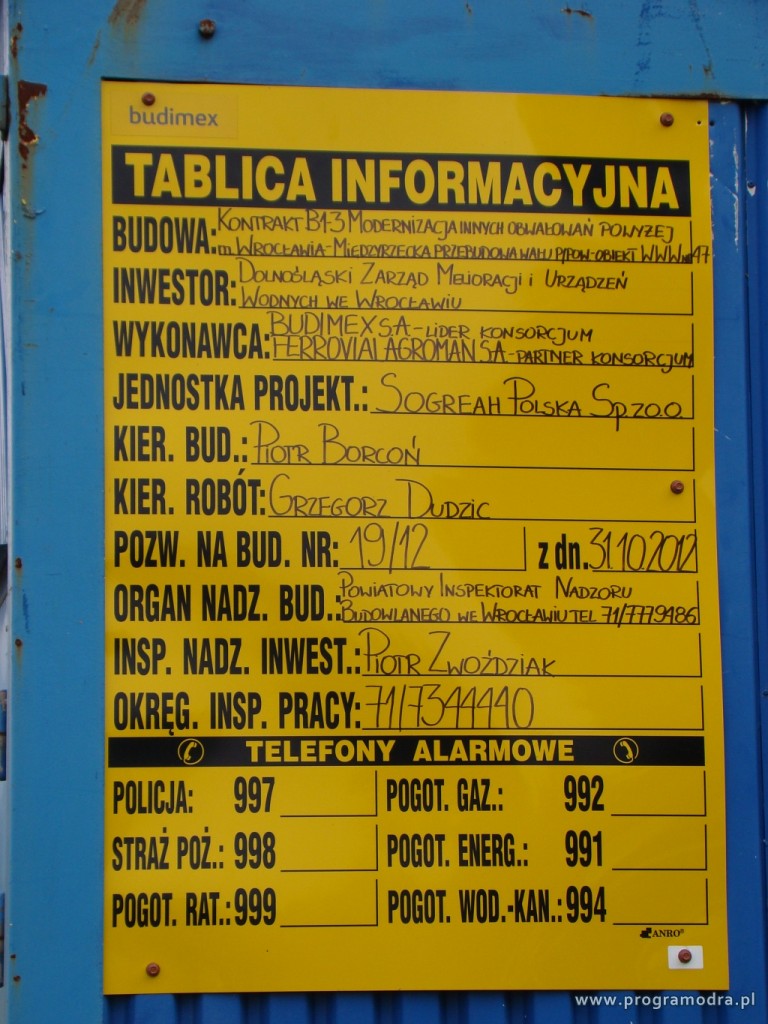 budimex
TABLICA INFORMACYJNA
BUDOWA: KONTRAKT B1-3 MODERNIZACJA INNYCH OBWAŁOWAŃ POWYŻEJ
m. WROCŁAWIA - MIĘDZYRZECKA PRZEBUDOWA WAŁU P/POW - OBIEKT WWW nr 47
INWESTOR: DOLNOŚLĄSKI ZARZĄD MELIORACJI i URZĄDZEŃ
WODNYCH WE WROCŁAWIU
WYKONAWCA: BUDIMEX S.A - LIDER KONSORCJUM
FERROVIAL AGROMAN S.A. - PARTNER KONSORCJUM
JEDNOSTKA PROJEKT.: SOGREAH POLSKA Sp. z o.o.
KIER. BUD.: PIOTR BORCOŃ
KIER. ROBÓT: GRZEGORZ DUDZIC
POZW. NA BUD. NR: 19/12 z dn. 31.10.2012
ORGAN NADZ. BUD.: POWIATOWY INSPEKTORAT NADZORU
BUDOWLANEGO WE WROCŁAWIU TEL 71/7779486
INSP. NADZ. INWEST.: PIOTR ZWOŹDZIAK
OKRĘG. INSP. PRACY: 71/7344440
TELEFONY ALARMOWE
POLICJA: 997 POGOT. GAZ.: 992
STRAŻ POŻ.: 998 POGOT. ENERG.: 991
POGOT. RAT.: 999 POGOT. WOD.-KAN.: 994
ANRO®
www.programodra.pl